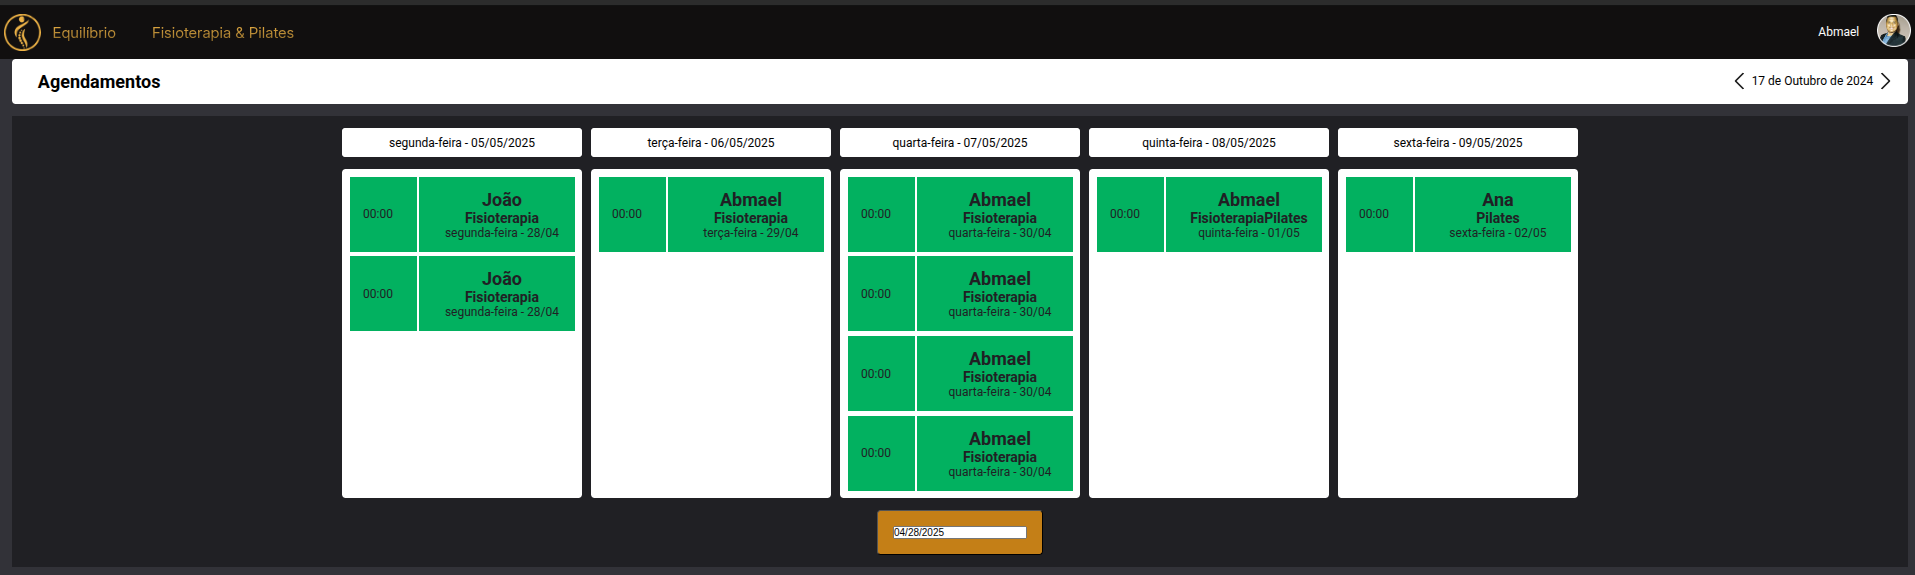 Equilíbrio Fisioterapia & Pilates Abmael
Agendamentos 17 de Outubro de 2024
segunda-feira - 05/05/2025
00:00
João
Fisioterapia
segunda-feira - 28/04
00:00
João
Fisioterapia
segunda-feira - 28/04
terça-feira - 06/05/2025
00:00
Abmael
Fisioterapia
terça-feira - 29/04
quarta-feira - 07/05/2025
00:00
Abmael
Fisioterapia
quarta-feira - 30/04
00:00
Abmael
Fisioterapia
quarta-feira - 30/04
00:00
Abmael
Fisioterapia
quarta-feira - 30/04
00:00
Abmael
Fisioterapia
quarta-feira - 30/04
quinta-feira - 08/05/2025
00:00
Abmael
FisioterapiaPilates
quinta-feira - 01/05
sexta-feira - 09/05/2025
00:00
Ana
Pilates
sexta-feira - 02/05
04/28/2025